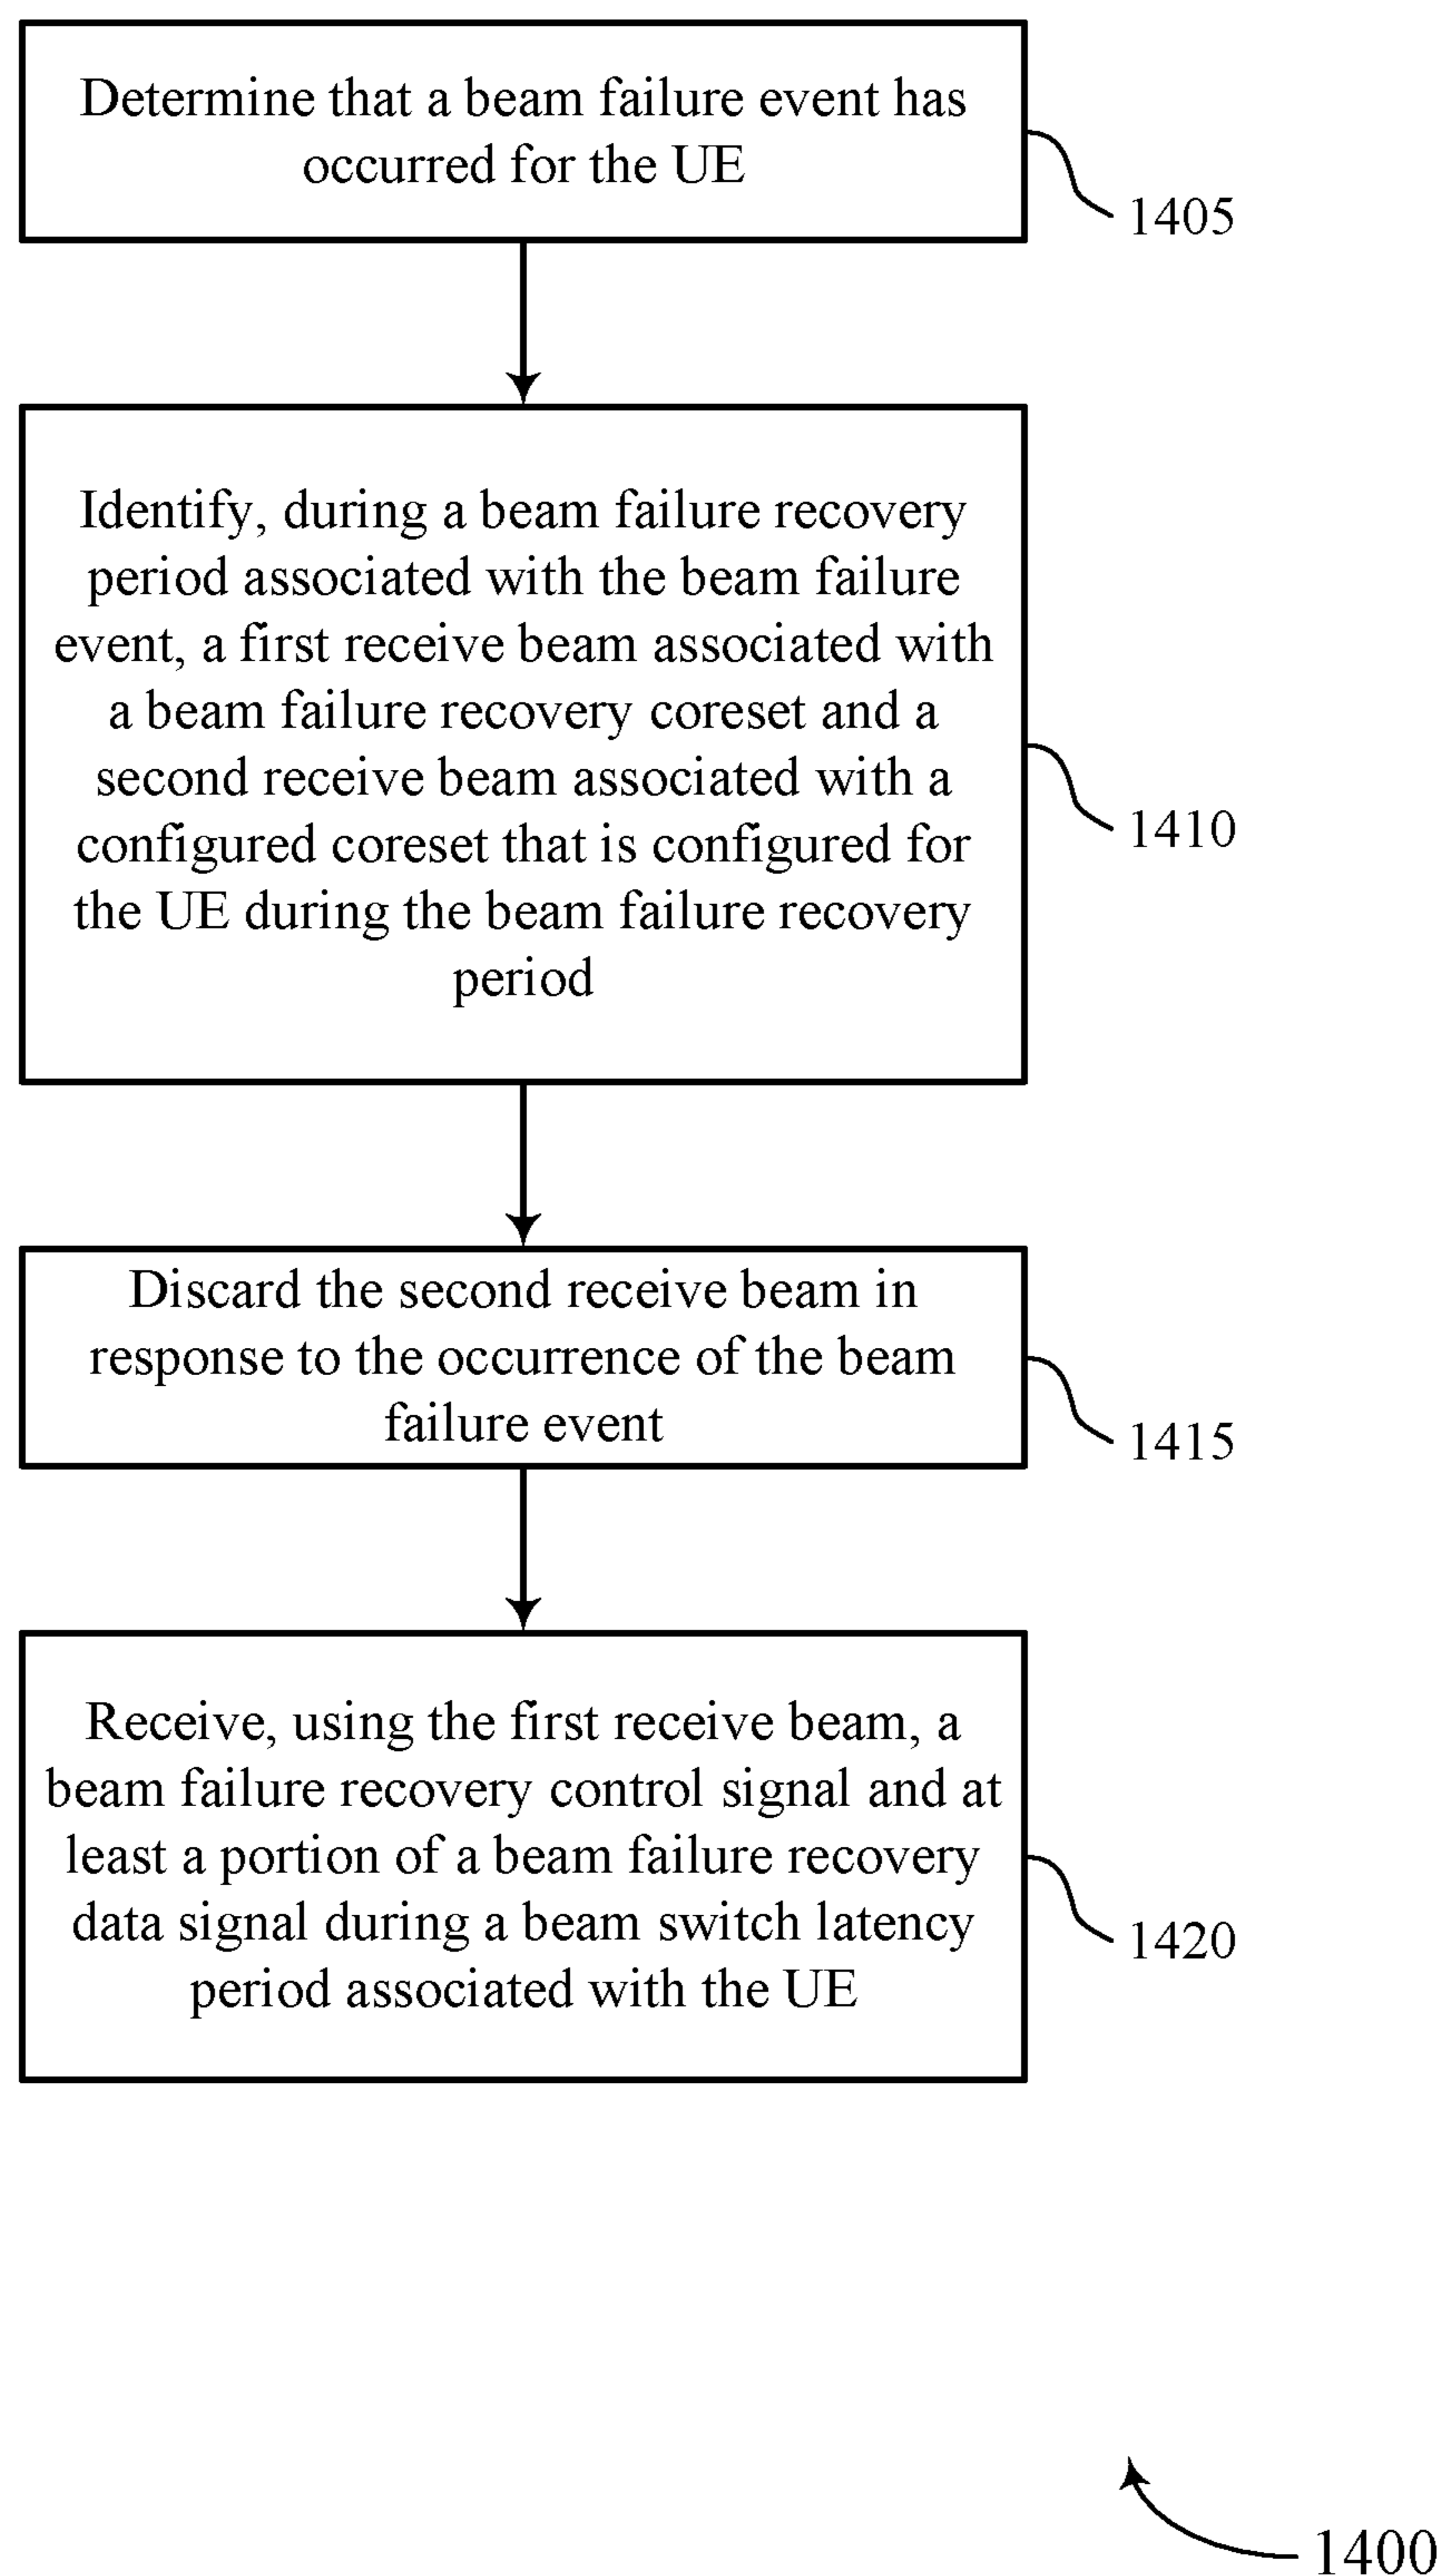 Determine that a beam failure event has
occurred for the UE
1405
Identify, during a beam failure recovery
period associated with the beam failure
event, a first receive beam associated with
a beam failure recovery coreset and a
second receive beam associated with a
configured coreset that is configured for
the UE during the beam failure recovery
period
1410
Discard the second receive beam in
response to the occurrence of the beam
failure event
1415
Receive, using the first receive beam, a
beam failure recovery control signal and at
least a portion of a beam failure recovery
data signal during a beam switch latency
period associated with the UE
1420
1400